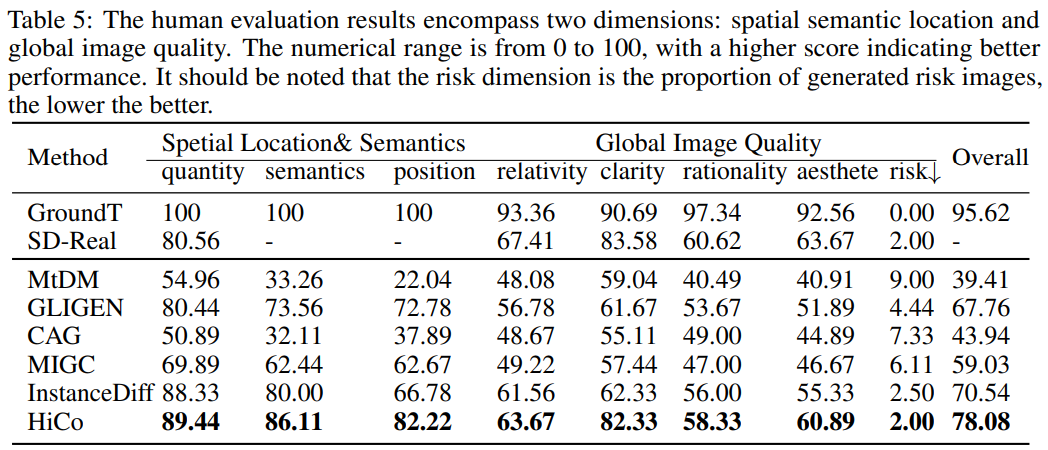 Table 5: The human evaluation results encompass two dimensions: spatial semantic location and
global image quality. The numerical range is from 0 to 100, with a higher score indicating better
performance. It should be noted that the risk dimension is the proportion of generated risk images,
the lower the better.
Method Spetial Location& Semantics Global Image Quality Overall
quantity semantics position relativity clarity rationality aesthete risk↓
GroundT 100 100 100 93.36 90.69 97.34 92.56 0.00 95.62
SD-Real 80.56 - - 67.41 83.58 60.62 63.67 2.00 -
MtDM 54.96 33.26 22.04 48.08 59.04 40.49 40.91 9.00 39.41
GLIGEN 80.44 73.56 72.78 56.78 61.67 53.67 51.89 4.44 67.76
CAG 50.89 32.11 37.89 48.67 55.11 49.00 44.89 7.33 43.94
MIGC 69.89 62.44 62.67 49.22 57.44 47.00 46.67 6.11 59.03
InstanceDiff 88.33 80.00 66.78 61.56 62.33 56.00 55.33 2.50 70.54
HiCo 89.44 86.11 82.22 63.67 82.33 58.33 60.89 2.00 78.08